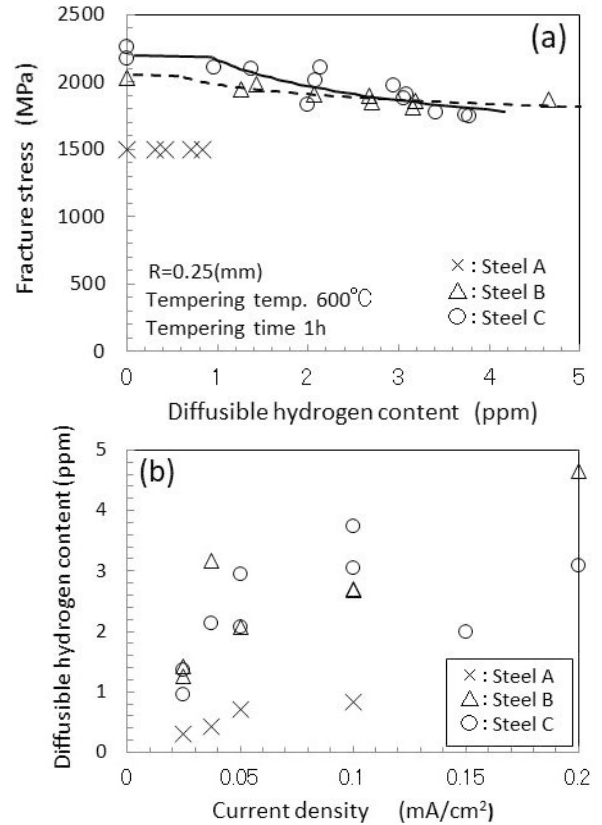 2500
(a)
2000
1500
1000
500
0
Fracture stress (MPa)
R=0.25(mm)
Tempering temp. 600℃
Tempering time 1h
×: Steel A
△: Steel B
○: Steel C
0 1 2 3 4 5
Diffusible hydrogen content (ppm)
5
(b)
4
3
2
1
0
Diffusible hydrogen content (ppm)
×: Steel A
△: Steel B
○: Steel C
0 0.05 0.1 0.15 0.2
Current density (mA/cm²)